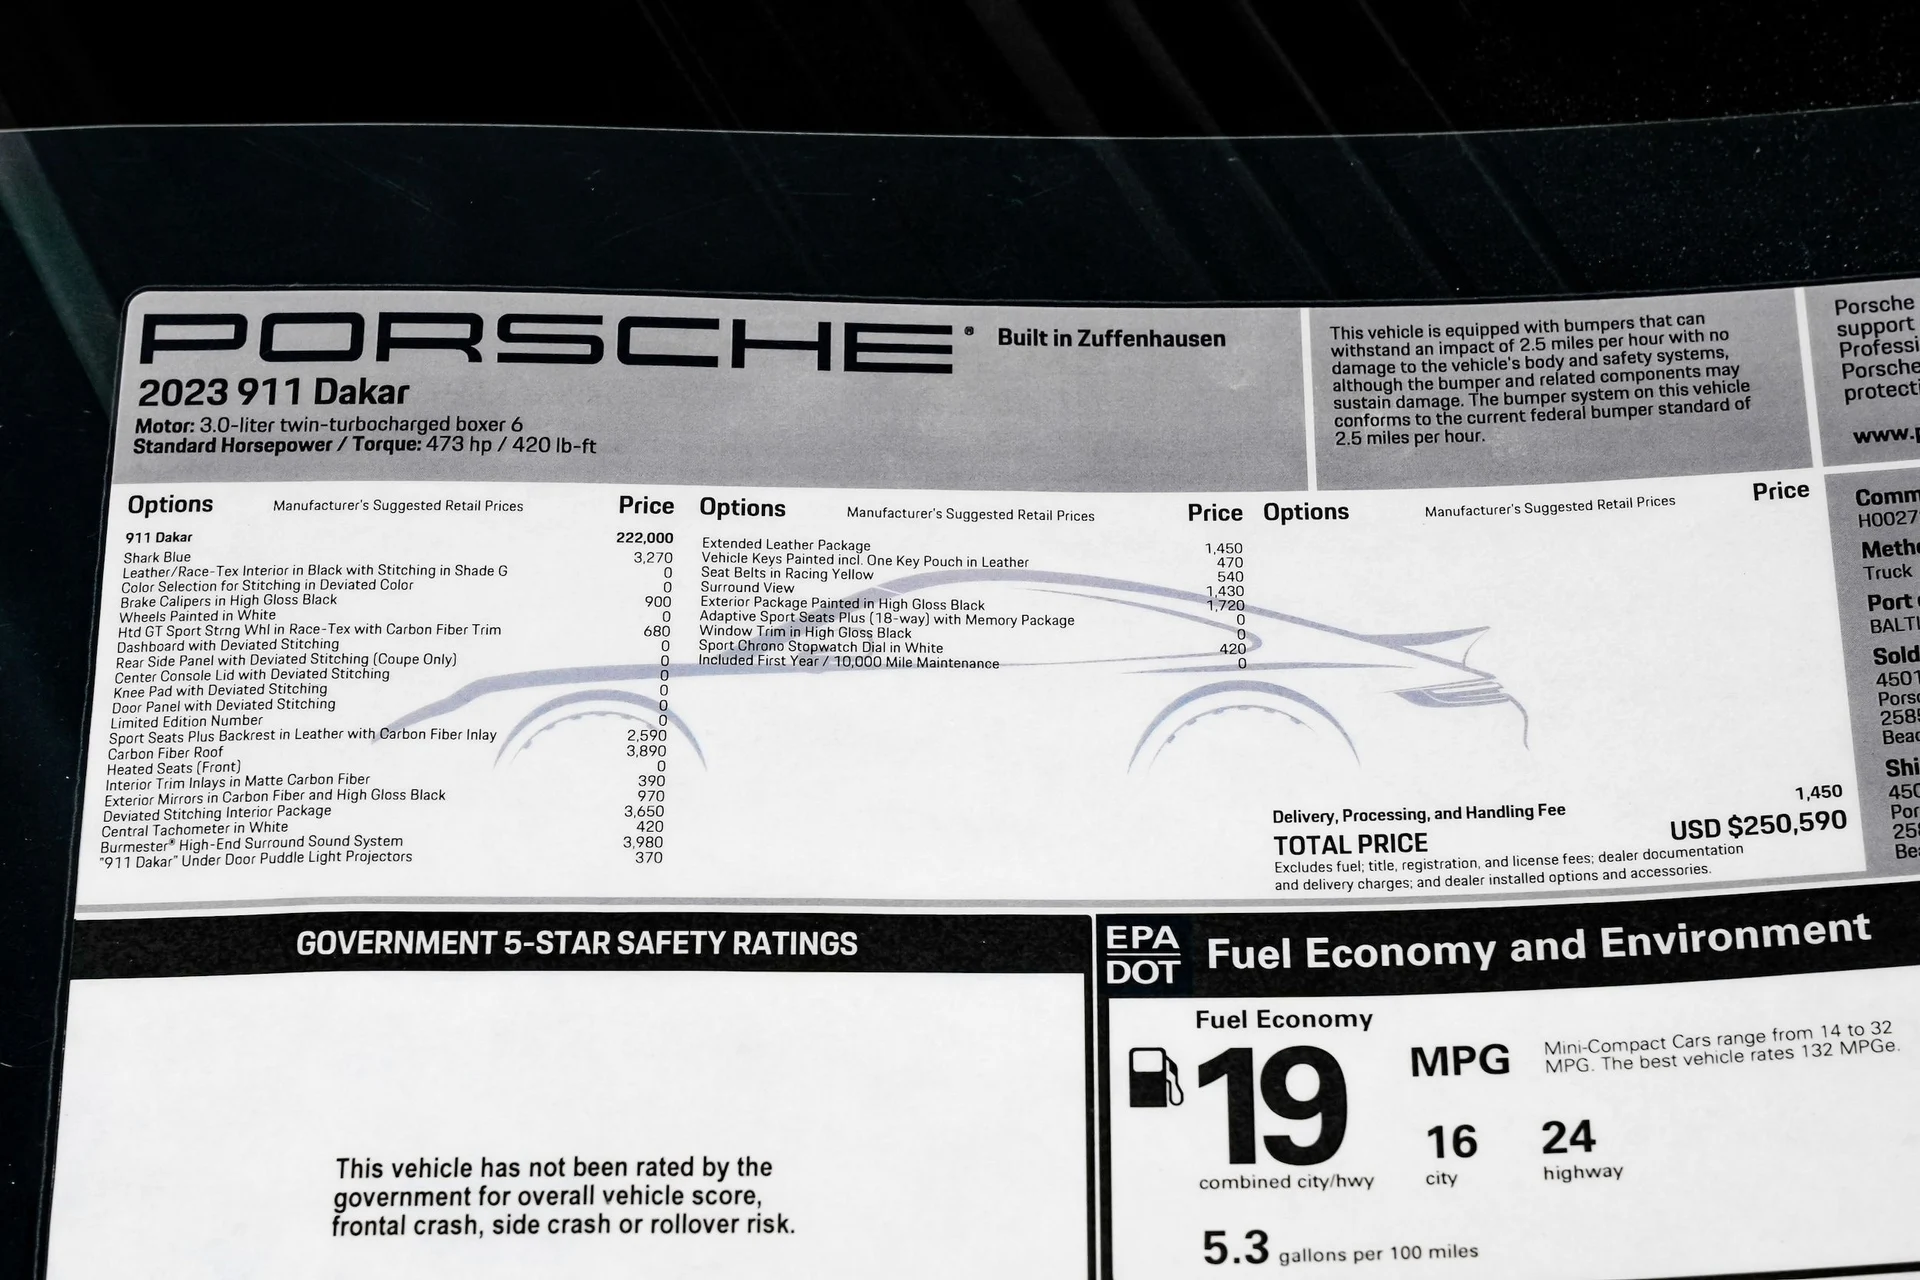 PORSCHE® Built in Zuffenhausen
2023 911 Dakar
Motor: 3.0-liter twin-turbocharged boxer 6
Standard Horsepower / Torque: 473 hp / 420 lb-ft
This vehicle is equipped with bumpers that can
withstand an impact of 2.5 miles per hour with no
damage to the vehicle's body and safety systems,
although the bumper and related components may
sustain damage. The bumper system on this vehicle
conforms to the current federal bumper standard of
2.5 miles per hour.
Porsche
support
Porsche
www.
Options Manufacturer's Suggested Retail Prices Price
911 Dakar 222,000
Shark Blue 3,270
Leather/Race-Tex Interior in Black with Stitching in Shade G 0
Color Selection for Stitching in Deviated Color 0
Brake Calipers in High Gloss Black 900
Wheels Painted in White 0
Htd GT Sport Strng Whl in Race-Tex with Carbon Fiber Trim 680
Dashboard with Deviated Stitching 0
Rear Side Panel with Deviated Stitching (Coupe Only) 0
Center Console Lid with Deviated Stitching 0
Knee Pad with Deviated Stitching 0
Door Panel with Deviated Stitching 0
Limited Edition Number 0
Sport Seats Plus Backrest in Leather with Carbon Fiber Inlay 2,590
Carbon Fiber Roof 3,890
Heated Seats (Front) 0
Interior Trim Inlays in Matte Carbon Fiber 390
Exterior Mirrors in Carbon Fiber and High Gloss Black 970
Deviated Stitching Interior Package 3,650
Central Tachometer in White 420
Burmester® High-End Surround Sound System 3,980
"911 Dakar" Under Door Puddle Light Projectors 370
Options Manufacturer's Suggested Retail Prices Price
Extended Leather Package 1,450
Vehicle Keys Painted incl. One Key Pouch in Leather 470
Seat Belts in Racing Yellow 540
Surround View 1,430
Exterior Package Painted in High Gloss Black 1,720
Adaptive Sport Seats Plus (18-way) with Memory Package 0
Window Trim in High Gloss Black 0
Sport Chrono Stopwatch Dial in White 420
Included First Year / 10,000 Mile Maintenance 0
Options Manufacturer's Suggested Retail Prices Price
Delivery, Processing, and Handling Fee 1,450
TOTAL PRICE USD $250,590
Excludes fuel; title, registration, and license fees; dealer documentation
and delivery charges; and dealer installed options and accessories.
Comm
H0027
Meth
Truck
Port
BALTI
Sold
4501
Pors
258
Bea
Shi
450
Por
25
Be
GOVERNMENT 5-STAR SAFETY RATINGS
This vehicle has not been rated by the
government for overall vehicle score,
frontal crash, side crash or rollover risk.
EPA
DOT
Fuel Economy and Environment
Fuel Economy
19 MPG
combined city/hwy
16
city
24
highway
Mini-Compact Cars range from 14 to 32
MPG. The best vehicle rates 132 MPGe.
5.3 gallons per 100 miles